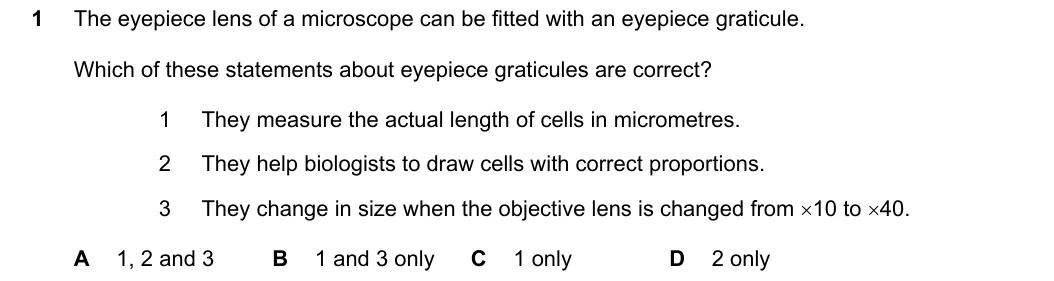 1 The eyepiece lens of a microscope can be fitted with an eyepiece graticule.
Which of these statements about eyepiece graticules are correct?
1 They measure the actual length of cells in micrometres.
2 They help biologists to draw cells with correct proportions.
3 They change in size when the objective lens is changed from ×10 to ×40.
A 1, 2 and 3 B 1 and 3 only C 1 only D 2 only